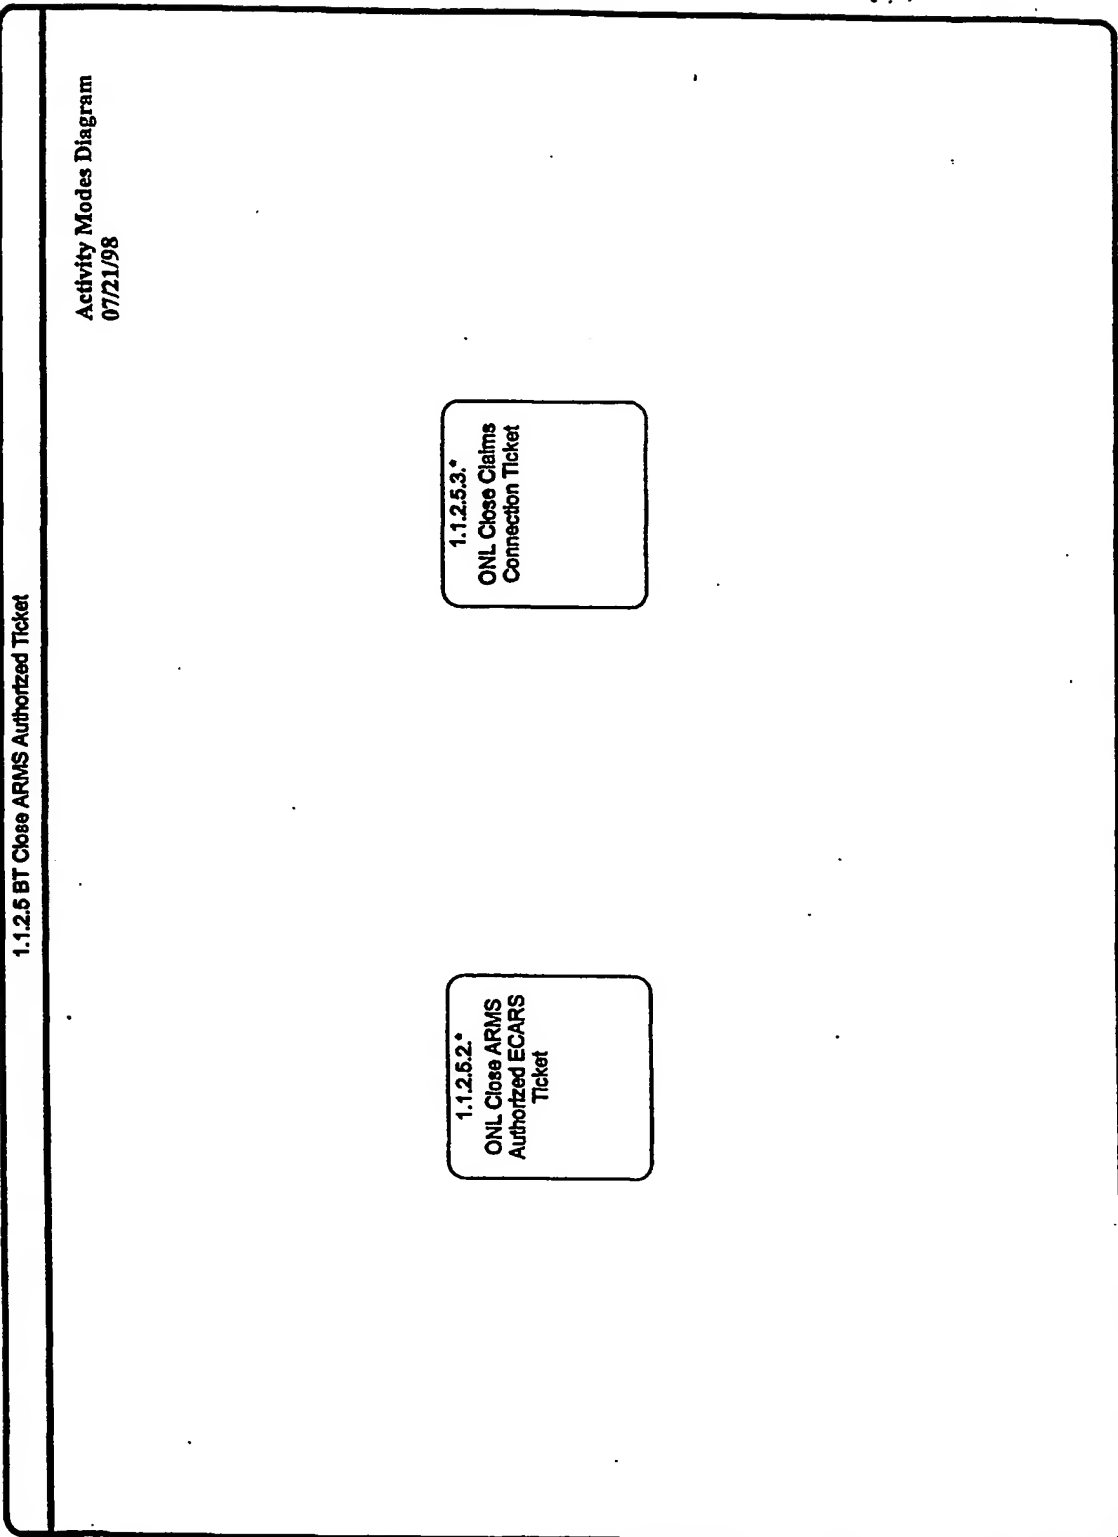 1.1.2.5 BT Close ARMS Authorized Ticket
Activity Modes Diagram
07/21/98
1.1.2.5.2.*
ONL Close ARMS
Authorized ECARS
Ticket
1.1.2.5.3.*
ONL Close Claims
Connection Ticket